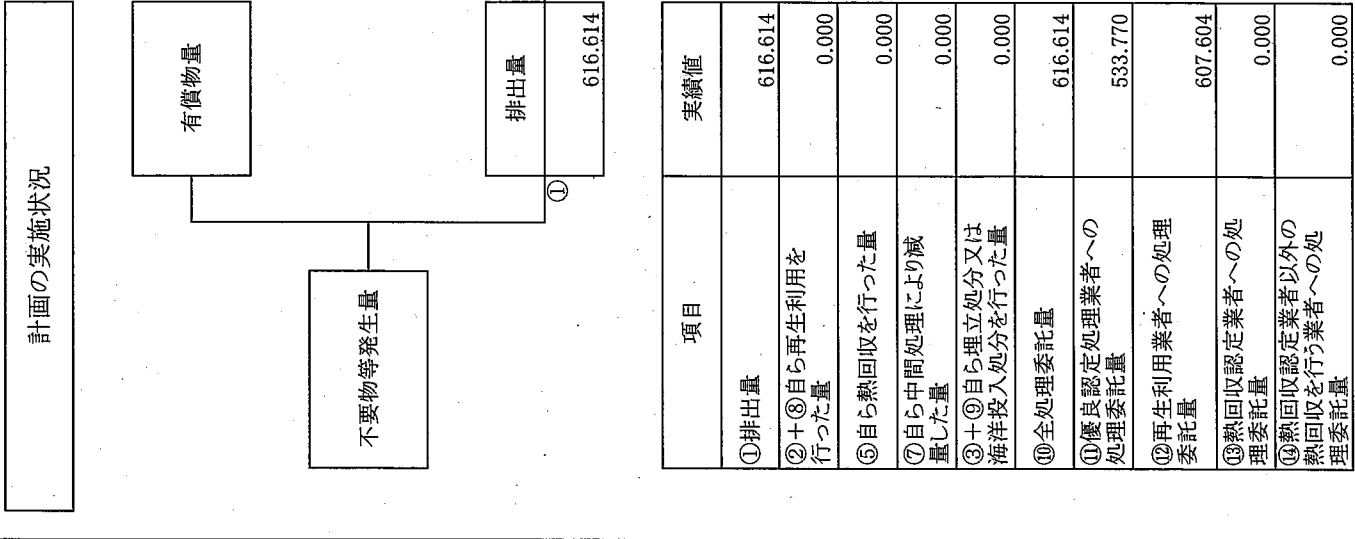 計画の実施状況
有償物量
不要物等発生量
排出量
①
616.614
項目
実績値
①排出量
616.614
②+⑧自ら再生利用を
行った量
0.000
⑤自ら熱回収を行った量
0.000
⑦自ら中間処理により減
量した量
0.000
③+⑨自ら埋立処分又は
海洋投入処分を行った量
0.000
⑩全処理委託量
616.614
⑪優良認定処理業者への
処理委託量
533.770
⑫再生利用業者への処理
委託量
607.604
⑬熱回収認定業者への処
理委託量
0.000
⑭熱回収認定業者以外の
熱回収を行う業者への処
理委託量
0.000